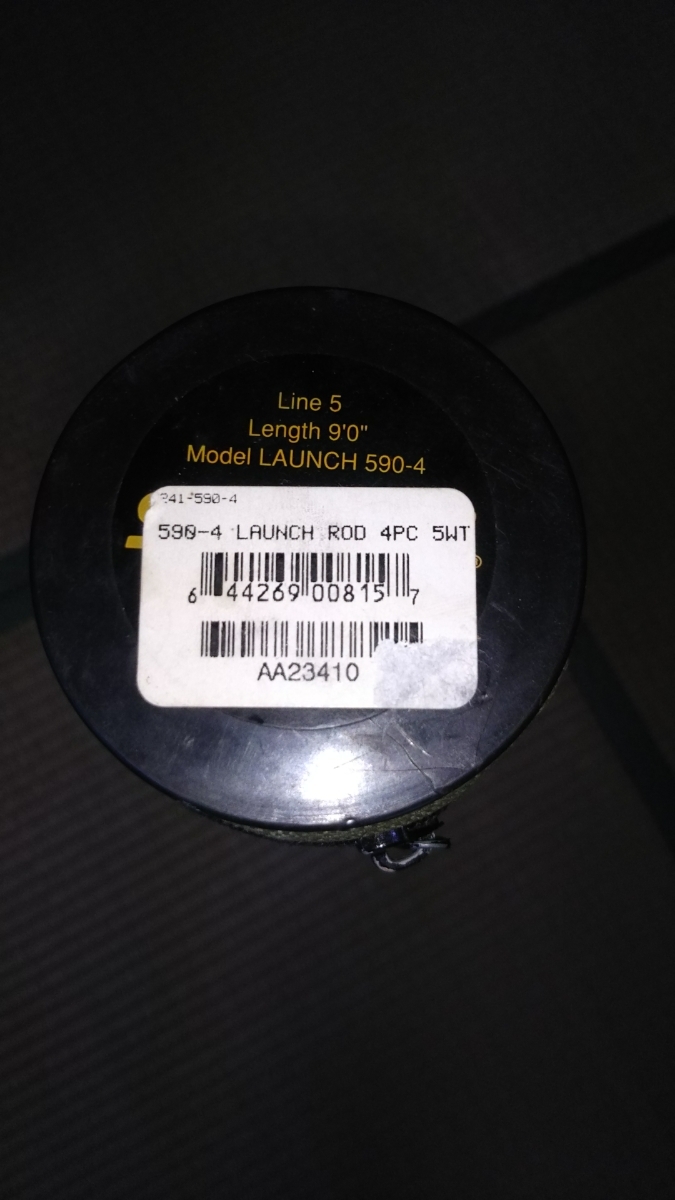 Line 5
Length 9'0"
Model LAUNCH 590-4
241-590-4
590-4 LAUNCH ROD 4PC 5WT
6 44269 00815 7
AA23410
®